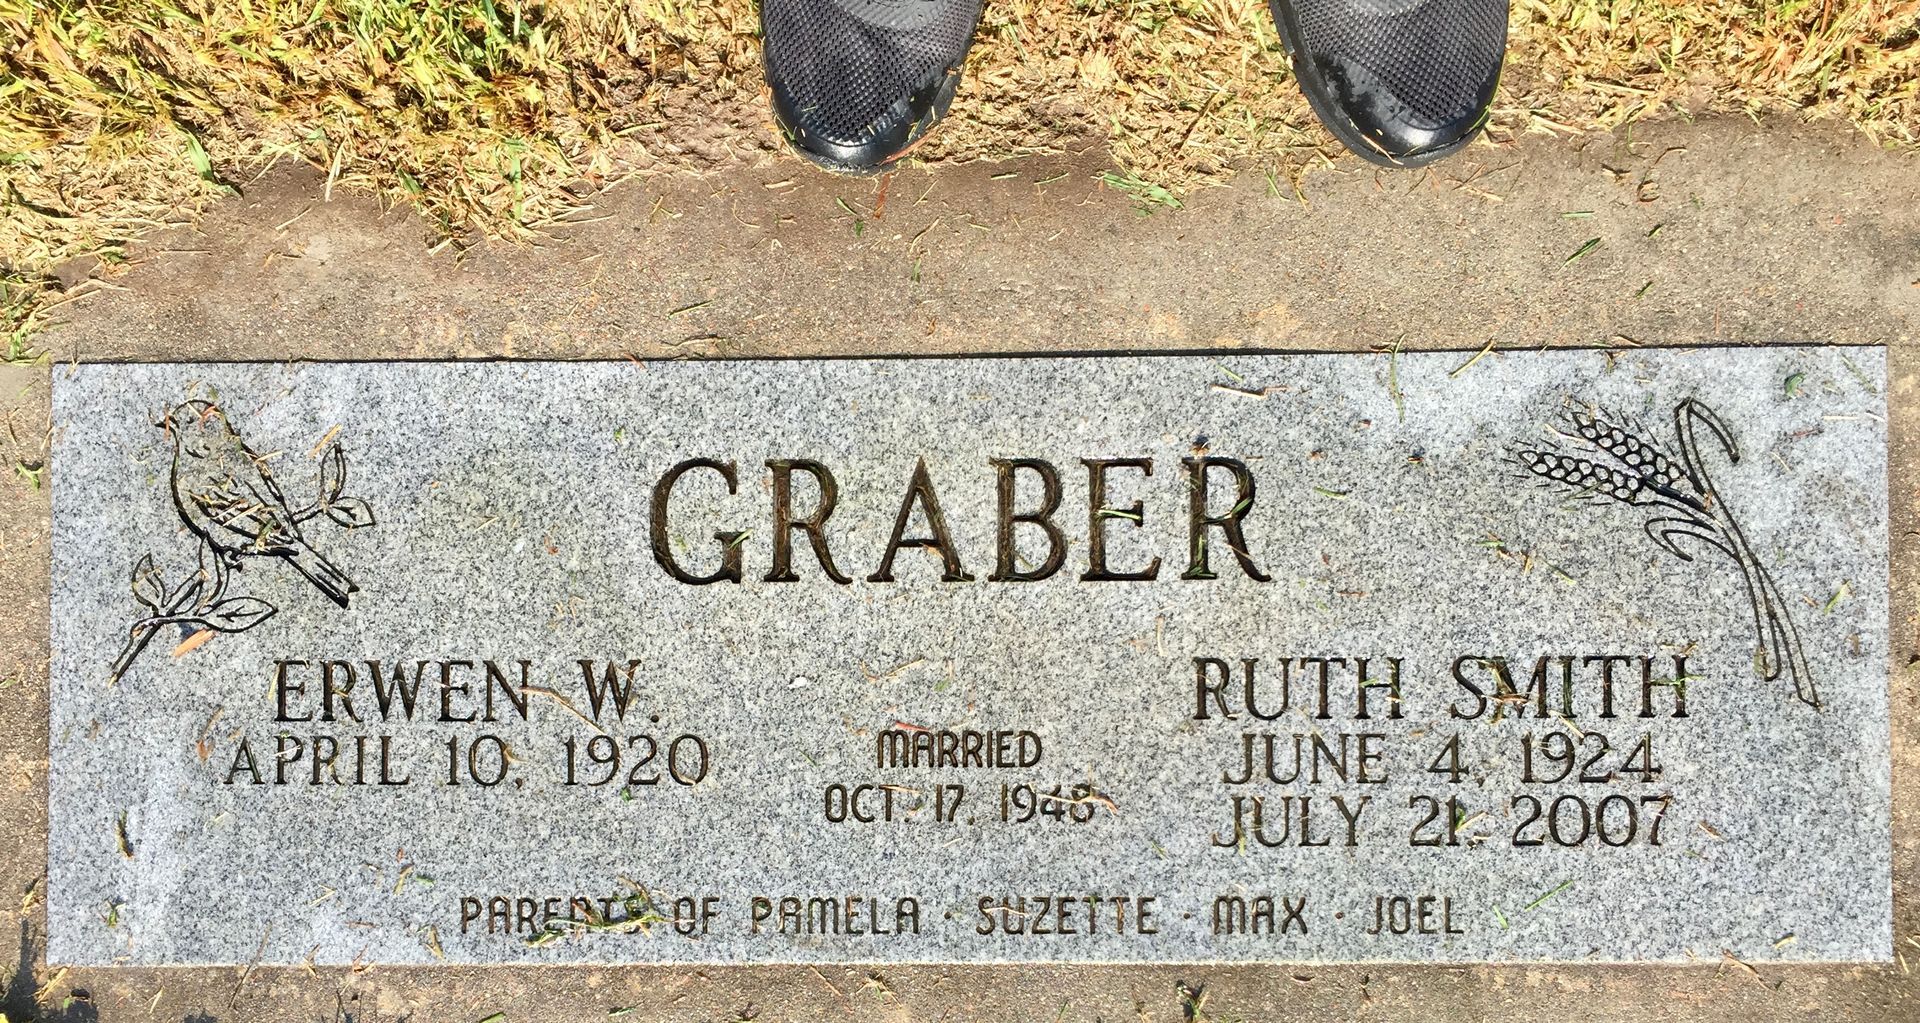 GRABER
ERWEN W.
APRIL 10, 1920
MARRIED
OCT. 17, 1948
RUTH SMITH
JUNE 4, 1924
JULY 21, 2007
PARENTS OF PAMELA · SUZETTE · MAX · JOEL